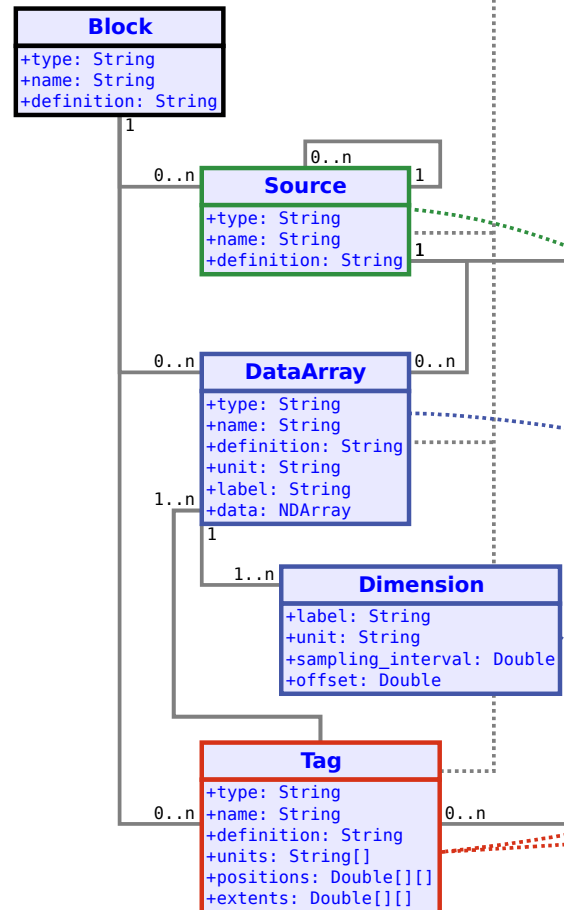 Block
+type: String
+name: String
+definition: String
1
0..n
0..n
1
Source
+type: String
+name: String
+definition: String
1
0..n
0..n
DataArray
+type: String
+name: String
+definition: String
+unit: String
+label: String
+data: NDArray
1..n
1
1..n
Dimension
+label: String
+unit: String
+sampling_interval: Double
+offset: Double
Tag
+type: String
+name: String
+definition: String
+units: String[]
+positions: Double[][]
+extents: Double[][]
0..n
0..n